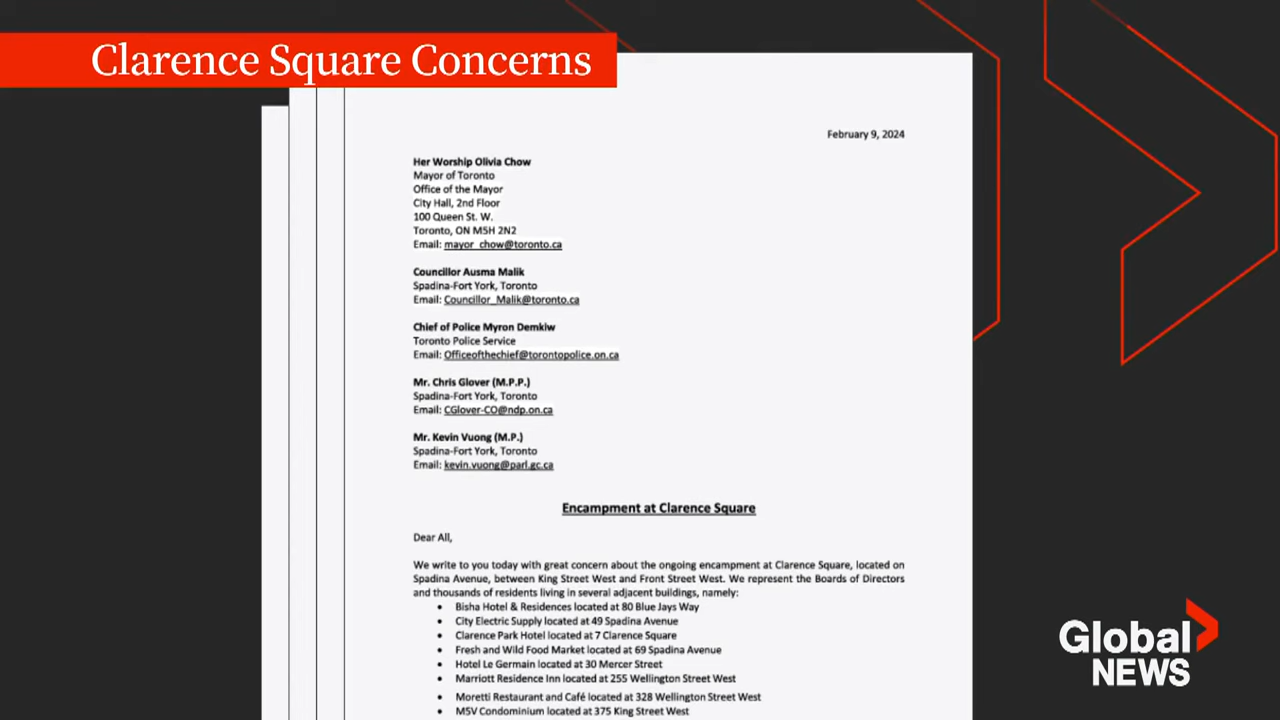 Clarence Square Concerns
February 9, 2024
Her Worship Olivia Chow
Mayor of Toronto
Office of the Mayor
City Hall, 2nd Floor
100 Queen St. W.
Toronto, ON M5H 2N2
Email: mayor_chow@toronto.ca
Councillor Ausma Malik
Spadina-Fort York, Toronto
Email: Councillor_Malik@toronto.ca
Chief of Police Myron Demkiw
Toronto Police Service
Email: Officeofthechief@torontopolice.on.ca
Mr. Chris Glover (M.P.P.)
Spadina-Fort York, Toronto
Email: CGlover-CO@ndp.on.ca
Mr. Kevin Vuong (M.P.)
Spadina-Fort York, Toronto
Email: kevin.vuong@parl.gc.ca
Encampment at Clarence Square
Dear All,
We write to you today with great concern about the ongoing encampment at Clarence Square, located on
Spadina Avenue, between King Street West and Front Street West. We represent the Boards of Directors
and thousands of residents living in several adjacent buildings, namely:
• Bisha Hotel & Residences located at 80 Blue Jays Way
• City Electric Supply located at 49 Spadina Avenue
• Clarence Park Hotel located at 7 Clarence Square
• Fresh and Wild Food Market located at 69 Spadina Avenue
• Hotel Le Germain located at 30 Mercer Street
• Marriott Residence Inn located at 255 Wellington Street West
• Moretti Restaurant and Café located at 328 Wellington Street West
• M5V Condominium located at 375 King Street West
Global
NEWS